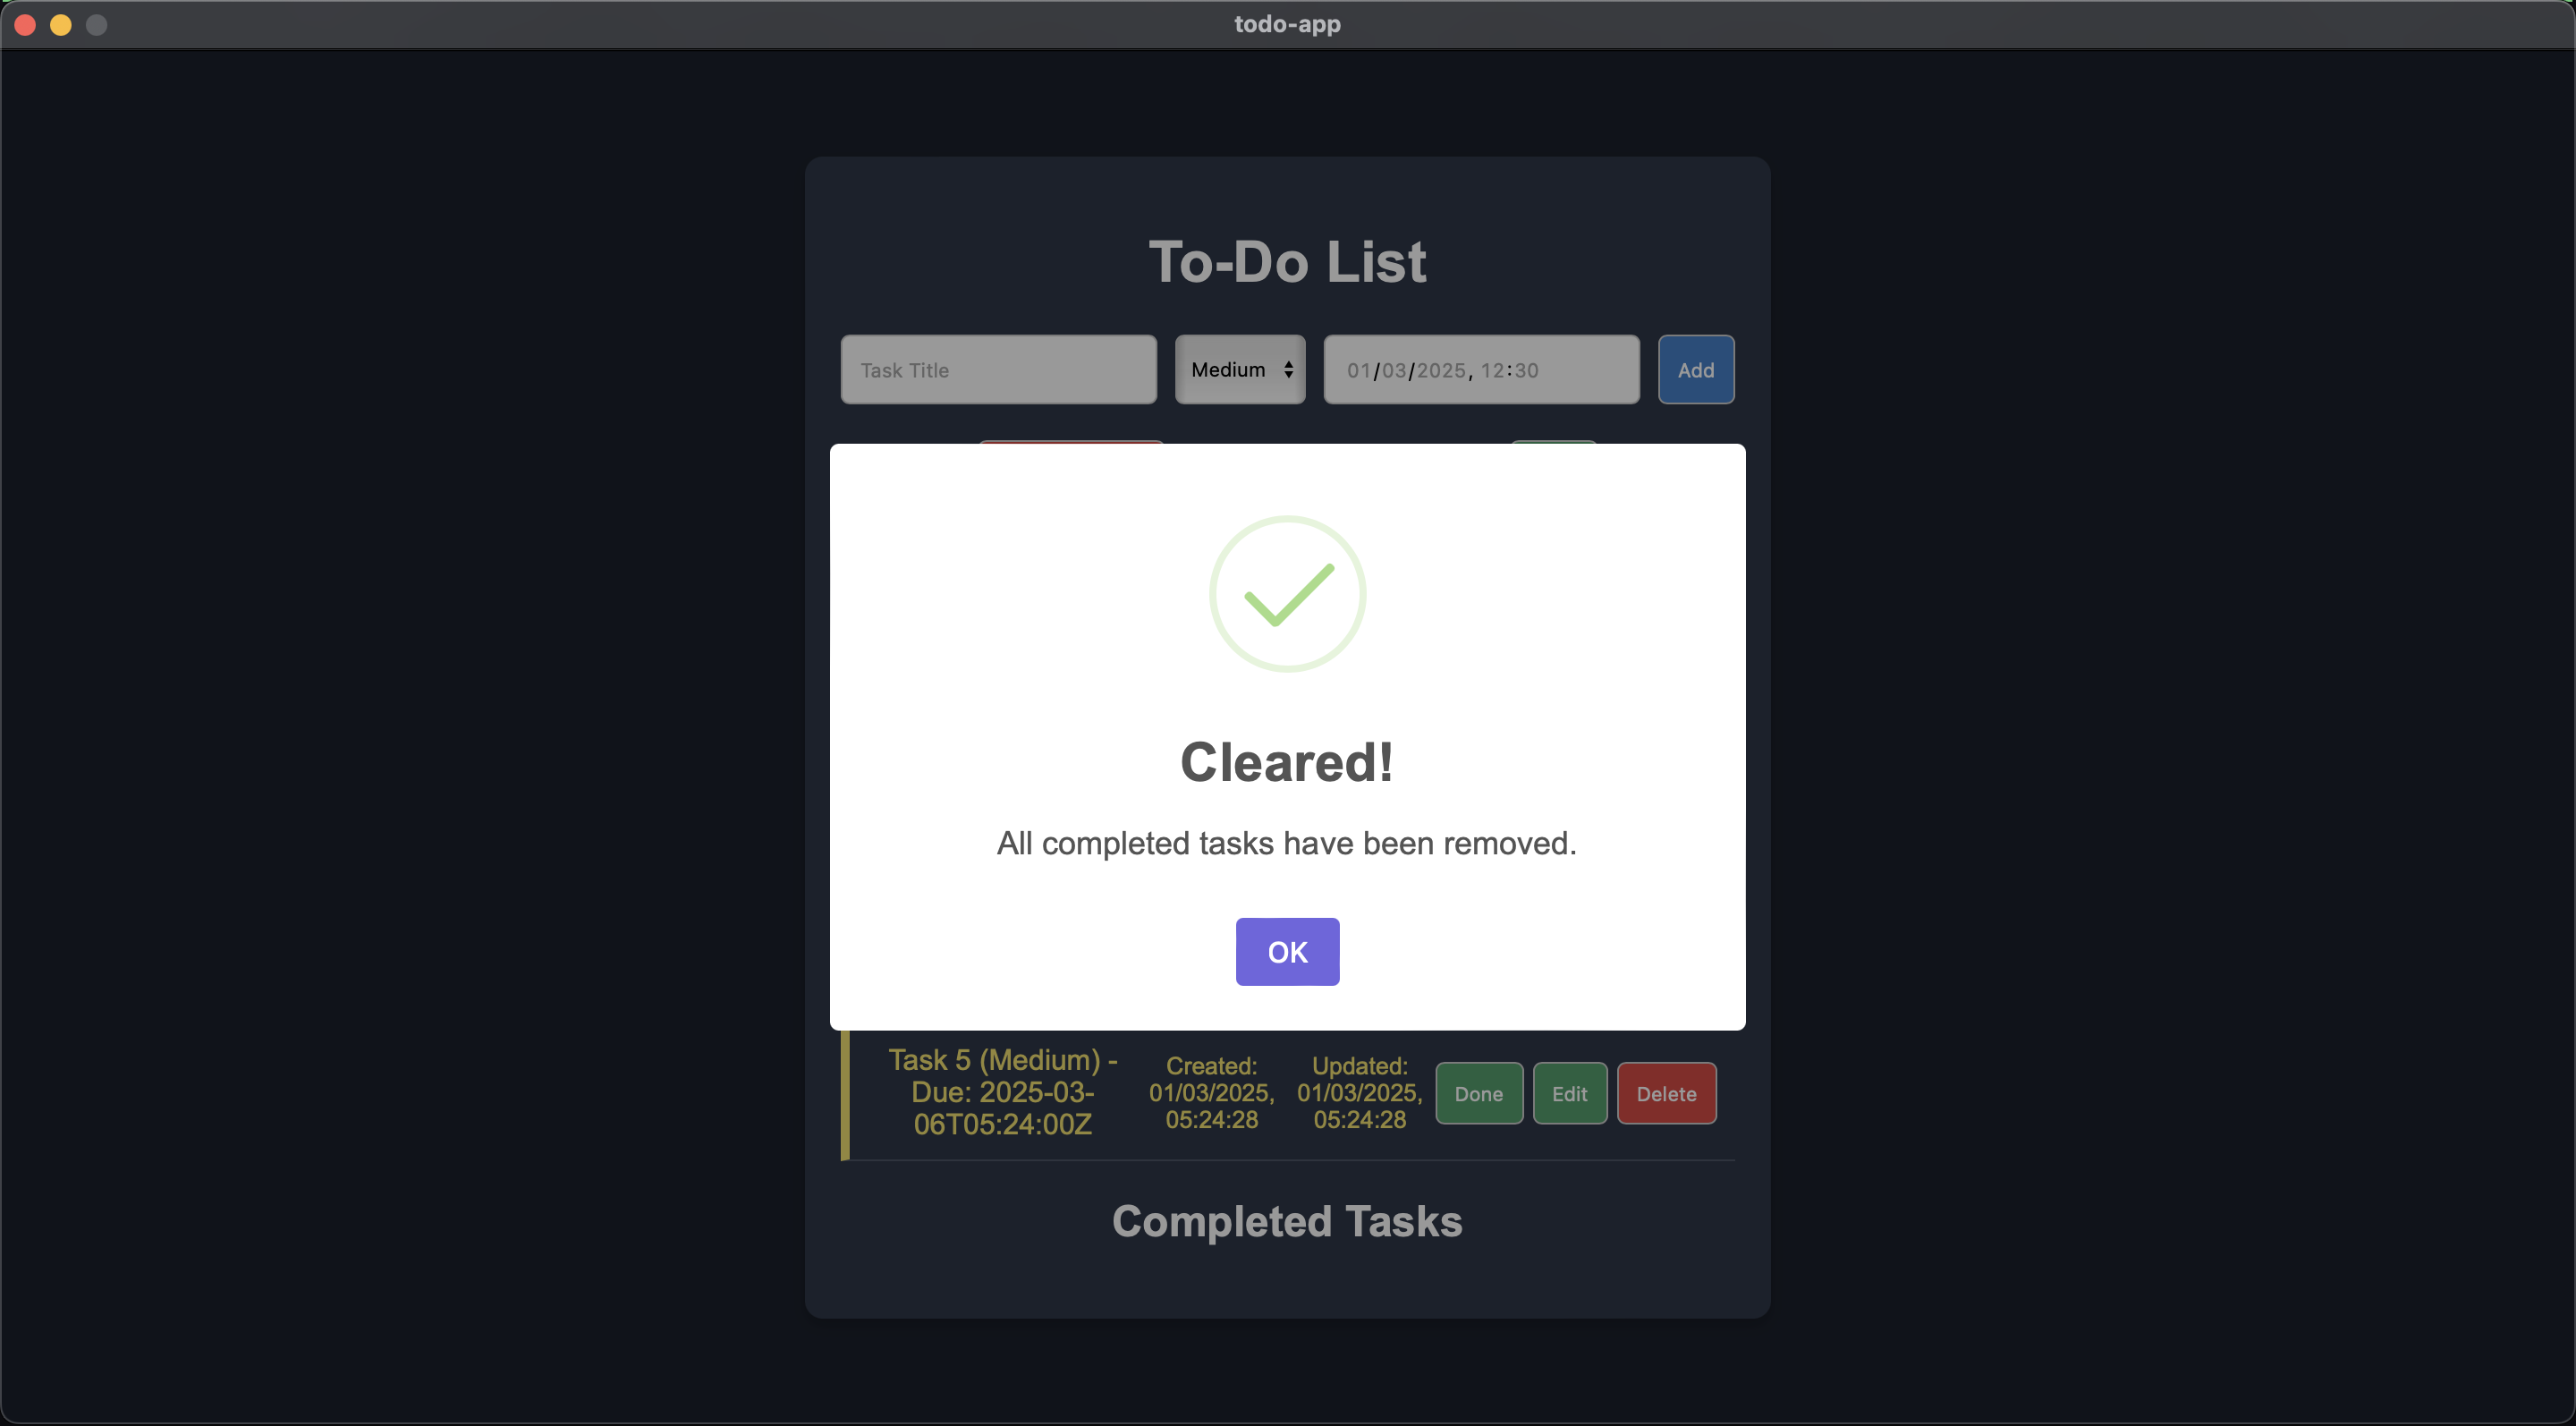 todo-app
To-Do List
Task Title
Medium
01/03/2025, 12:30
Add
Cleared!
All completed tasks have been removed.
OK
Task 5 (Medium) -
Due: 2025-03-
06T05:24:00Z
Created:
01/03/2025,
05:24:28
Updated:
01/03/2025,
05:24:28
Done
Edit
Delete
Completed Tasks